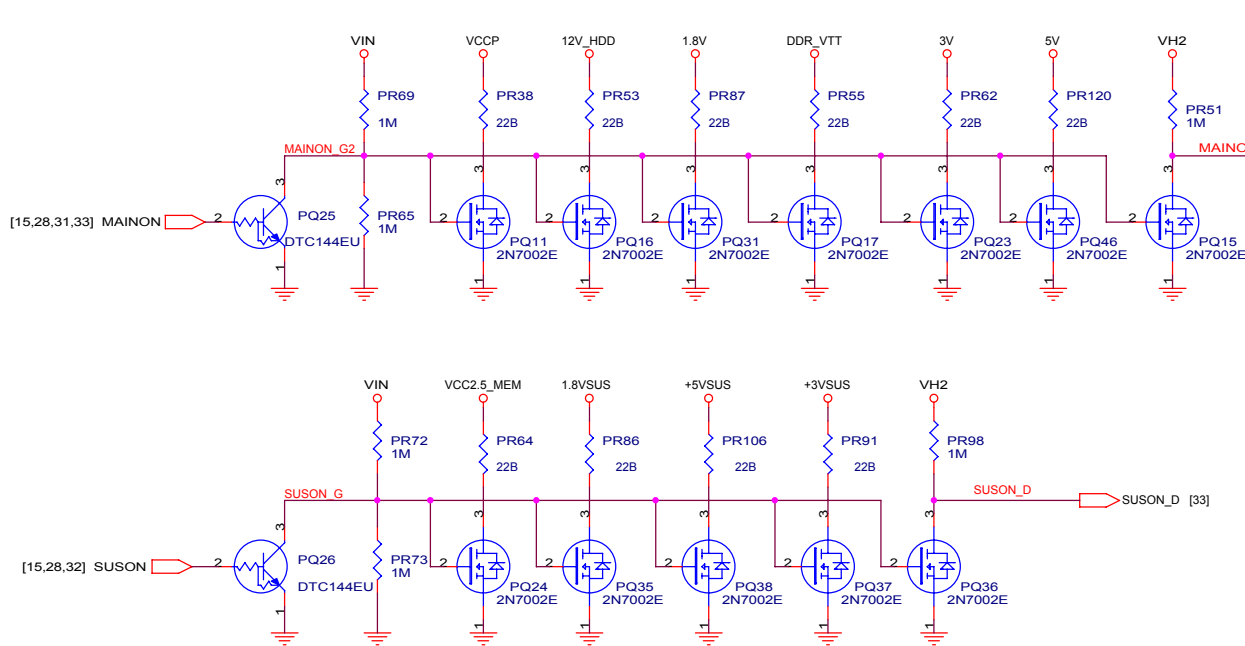 VIN VCCP 12V_HDD 1.8V DDR_VTT 3V 5V VH2
PR69 PR38 PR53 PR87 PR55 PR62 PR120 PR51
1M 22B 22B 22B 22B 22B 22B 1M
MAINON_G2 MAINO
3 3 3 3 3 3 3 3
[15,28,31,33] MAINON 2 PQ25 PR65 2 2 2 2 2 2 2
1M
DTC144EU PQ11 PQ16 PQ31 PQ17 PQ23 PQ46 PQ15
2N7002E 2N7002E 2N7002E 2N7002E 2N7002E 2N7002E 2N7002E
1 1 1 1 1 1 1 1
VIN VCC2.5_MEM 1.8VSUS +5VSUS +3VSUS VH2
PR72 PR64 PR86 PR106 PR91 PR98
1M 22B 22B 22B 22B 1M
SUSON_G SUSON_D SUSON_D [33]
3 3 3 3 3 3
[15,28,32] SUSON 2 PQ26 PR73 2 2 2 2 2
1M
DTC144EU PQ24 PQ35 PQ38 PQ37 PQ36
2N7002E 2N7002E 2N7002E 2N7002E 2N7002E
1 1 1 1 1 1